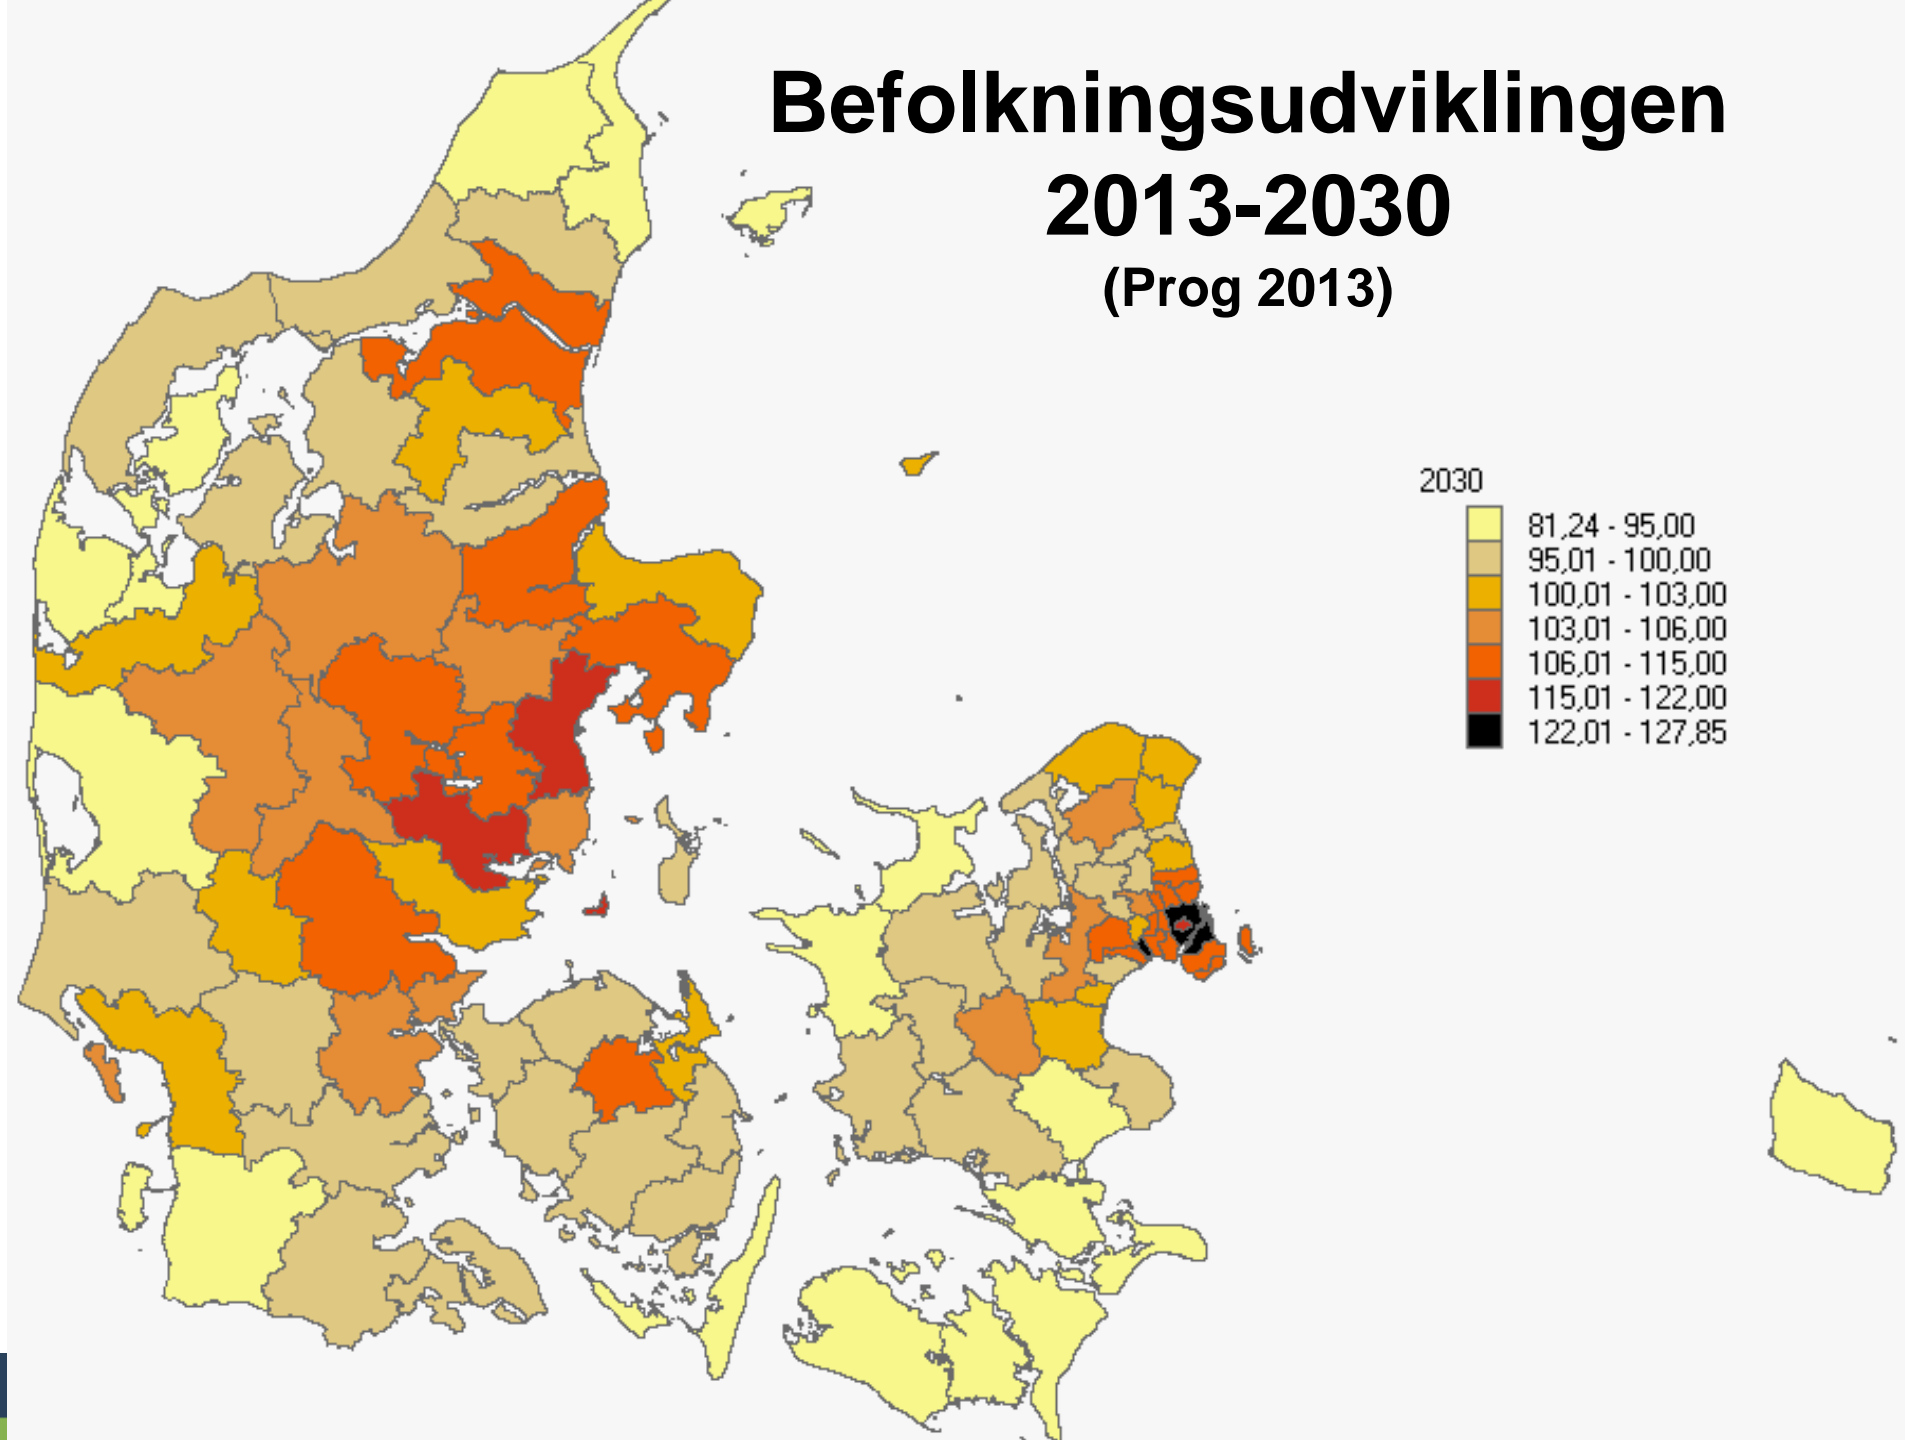 Befolkningsudviklingen
2013-2030
(Prog 2013)
2030
81,24 - 95,00
95,01 - 100,00
100,01 - 103,00
103,01 - 106,00
106,01 - 115,00
115,01 - 122,00
122,01 - 127,85